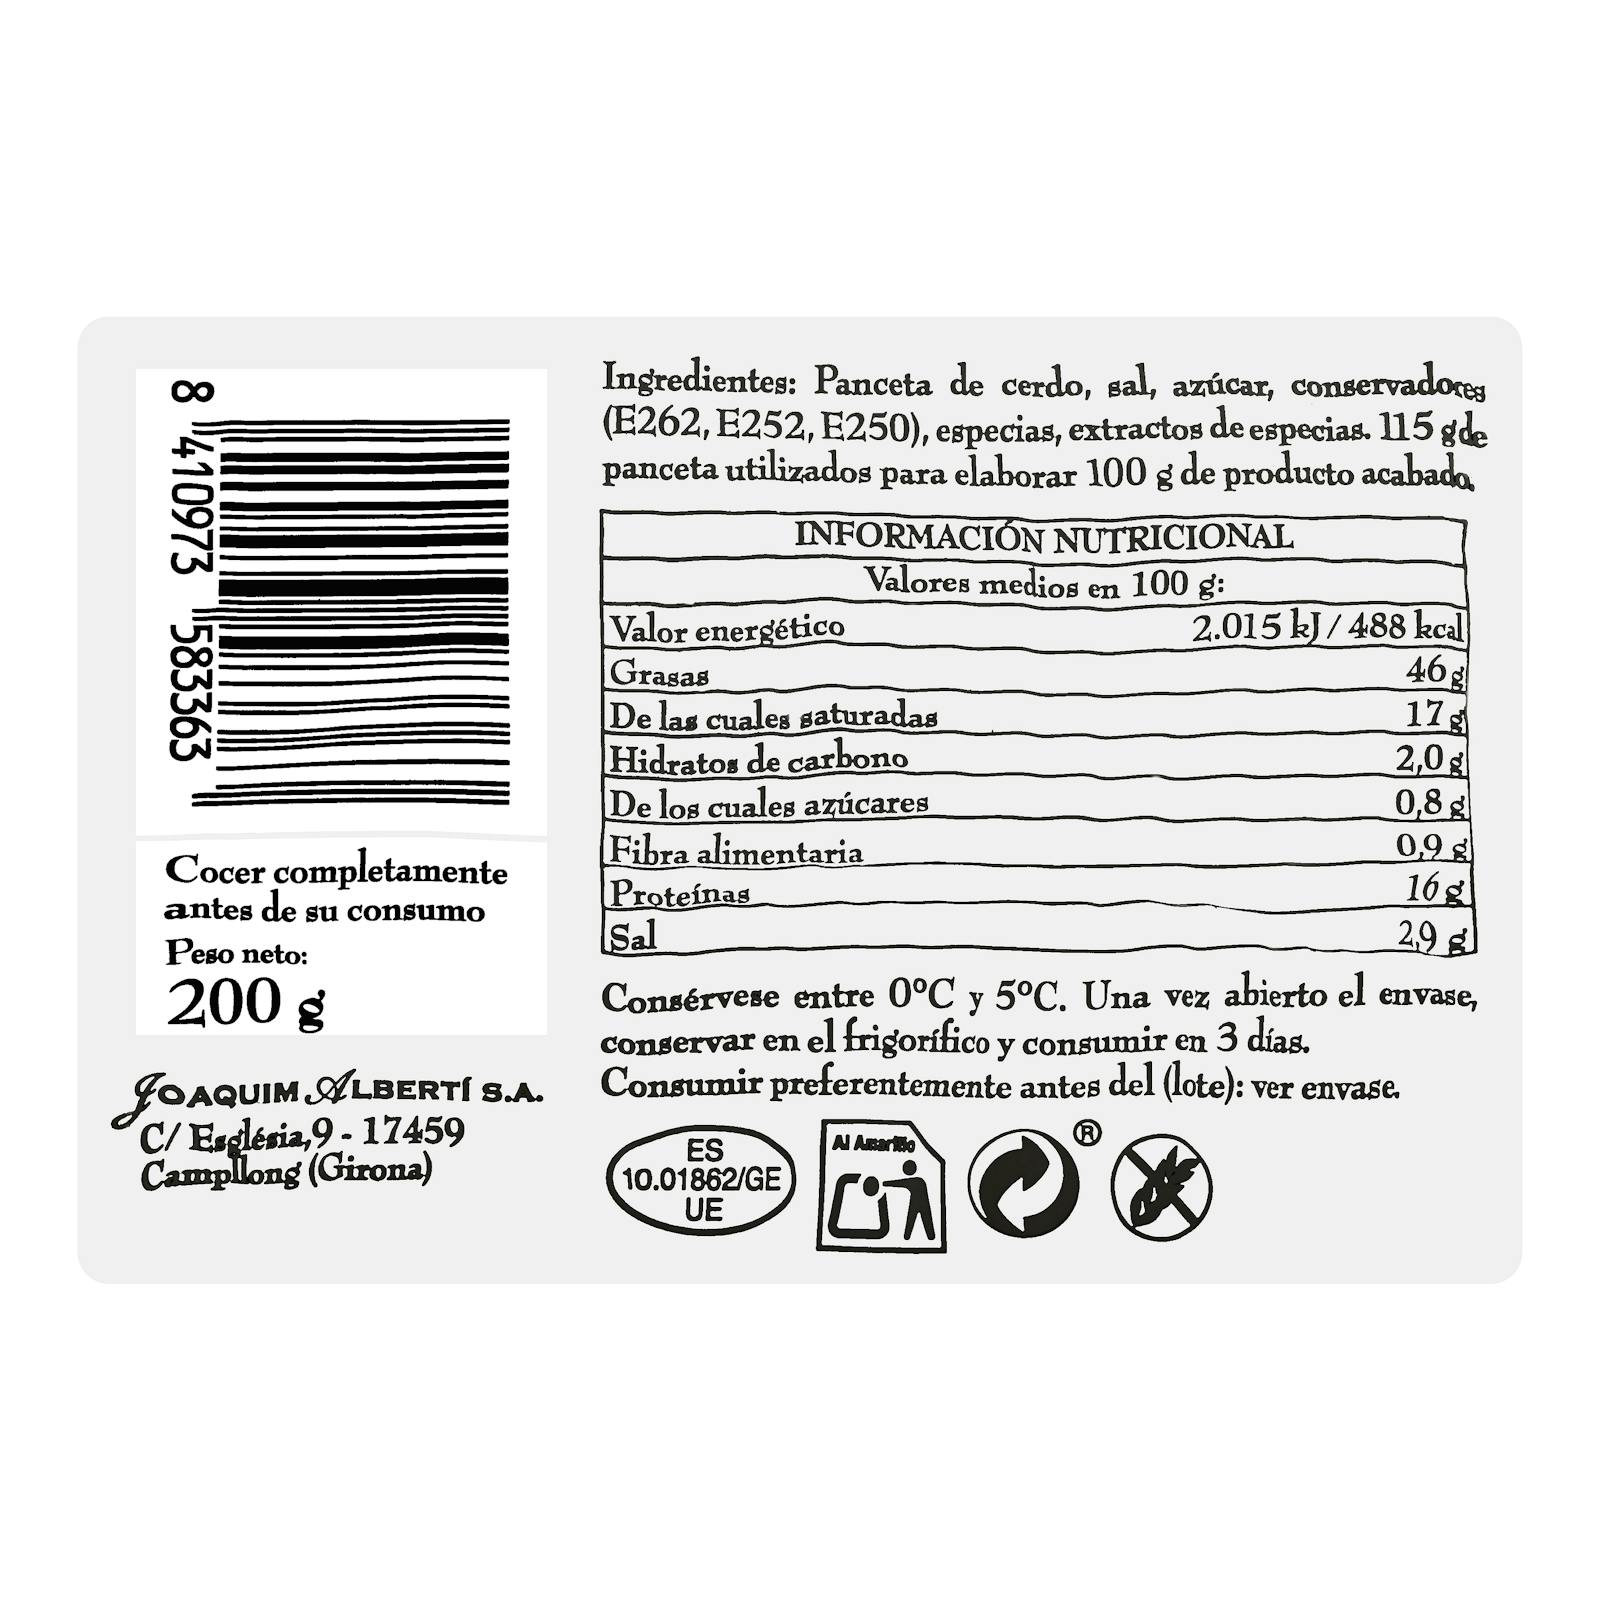 8 410973 583363
Cocer completamente
antes de su consumo
Peso neto:
200 g
JOAQUIM ALBERTÍ S.A.
C/ Església,9 - 17459
Campllong (Girona)
Ingredientes: Panceta de cerdo, sal, azúcar, conservadores
(E262, E252, E250), especias, extractos de especias. 115 g de
panceta utilizados para elaborar 100 g de producto acabado.
INFORMACIÓN NUTRICIONAL
Valores medios en 100 g:
Valor energético 2.015 kJ / 488 kcal
Grasas 46 g
De las cuales saturadas 17 g
Hidratos de carbono 2,0 g
De los cuales azúcares 0,8 g
Fibra alimentaria 0,9 g
Proteínas 16 g
Sal 2,9 g
Consérvese entre 0ºC y 5ºC. Una vez abierto el envase,
conservar en el frigorífico y consumir en 3 días.
Consumir preferentemente antes del (lote): ver envase.
ES
10.01862/GE
UE
Al Amarillo
®